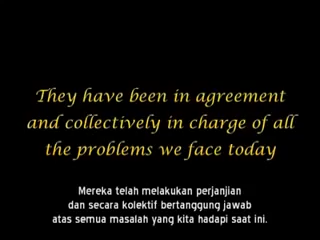 They have been in agreement
and collectively in charge of all
the problems we face today
Mereka telah melakukan perjanjian
dan secara kolektif bertanggung jawab
atas semua masalah yang kita hadapi saat ini.